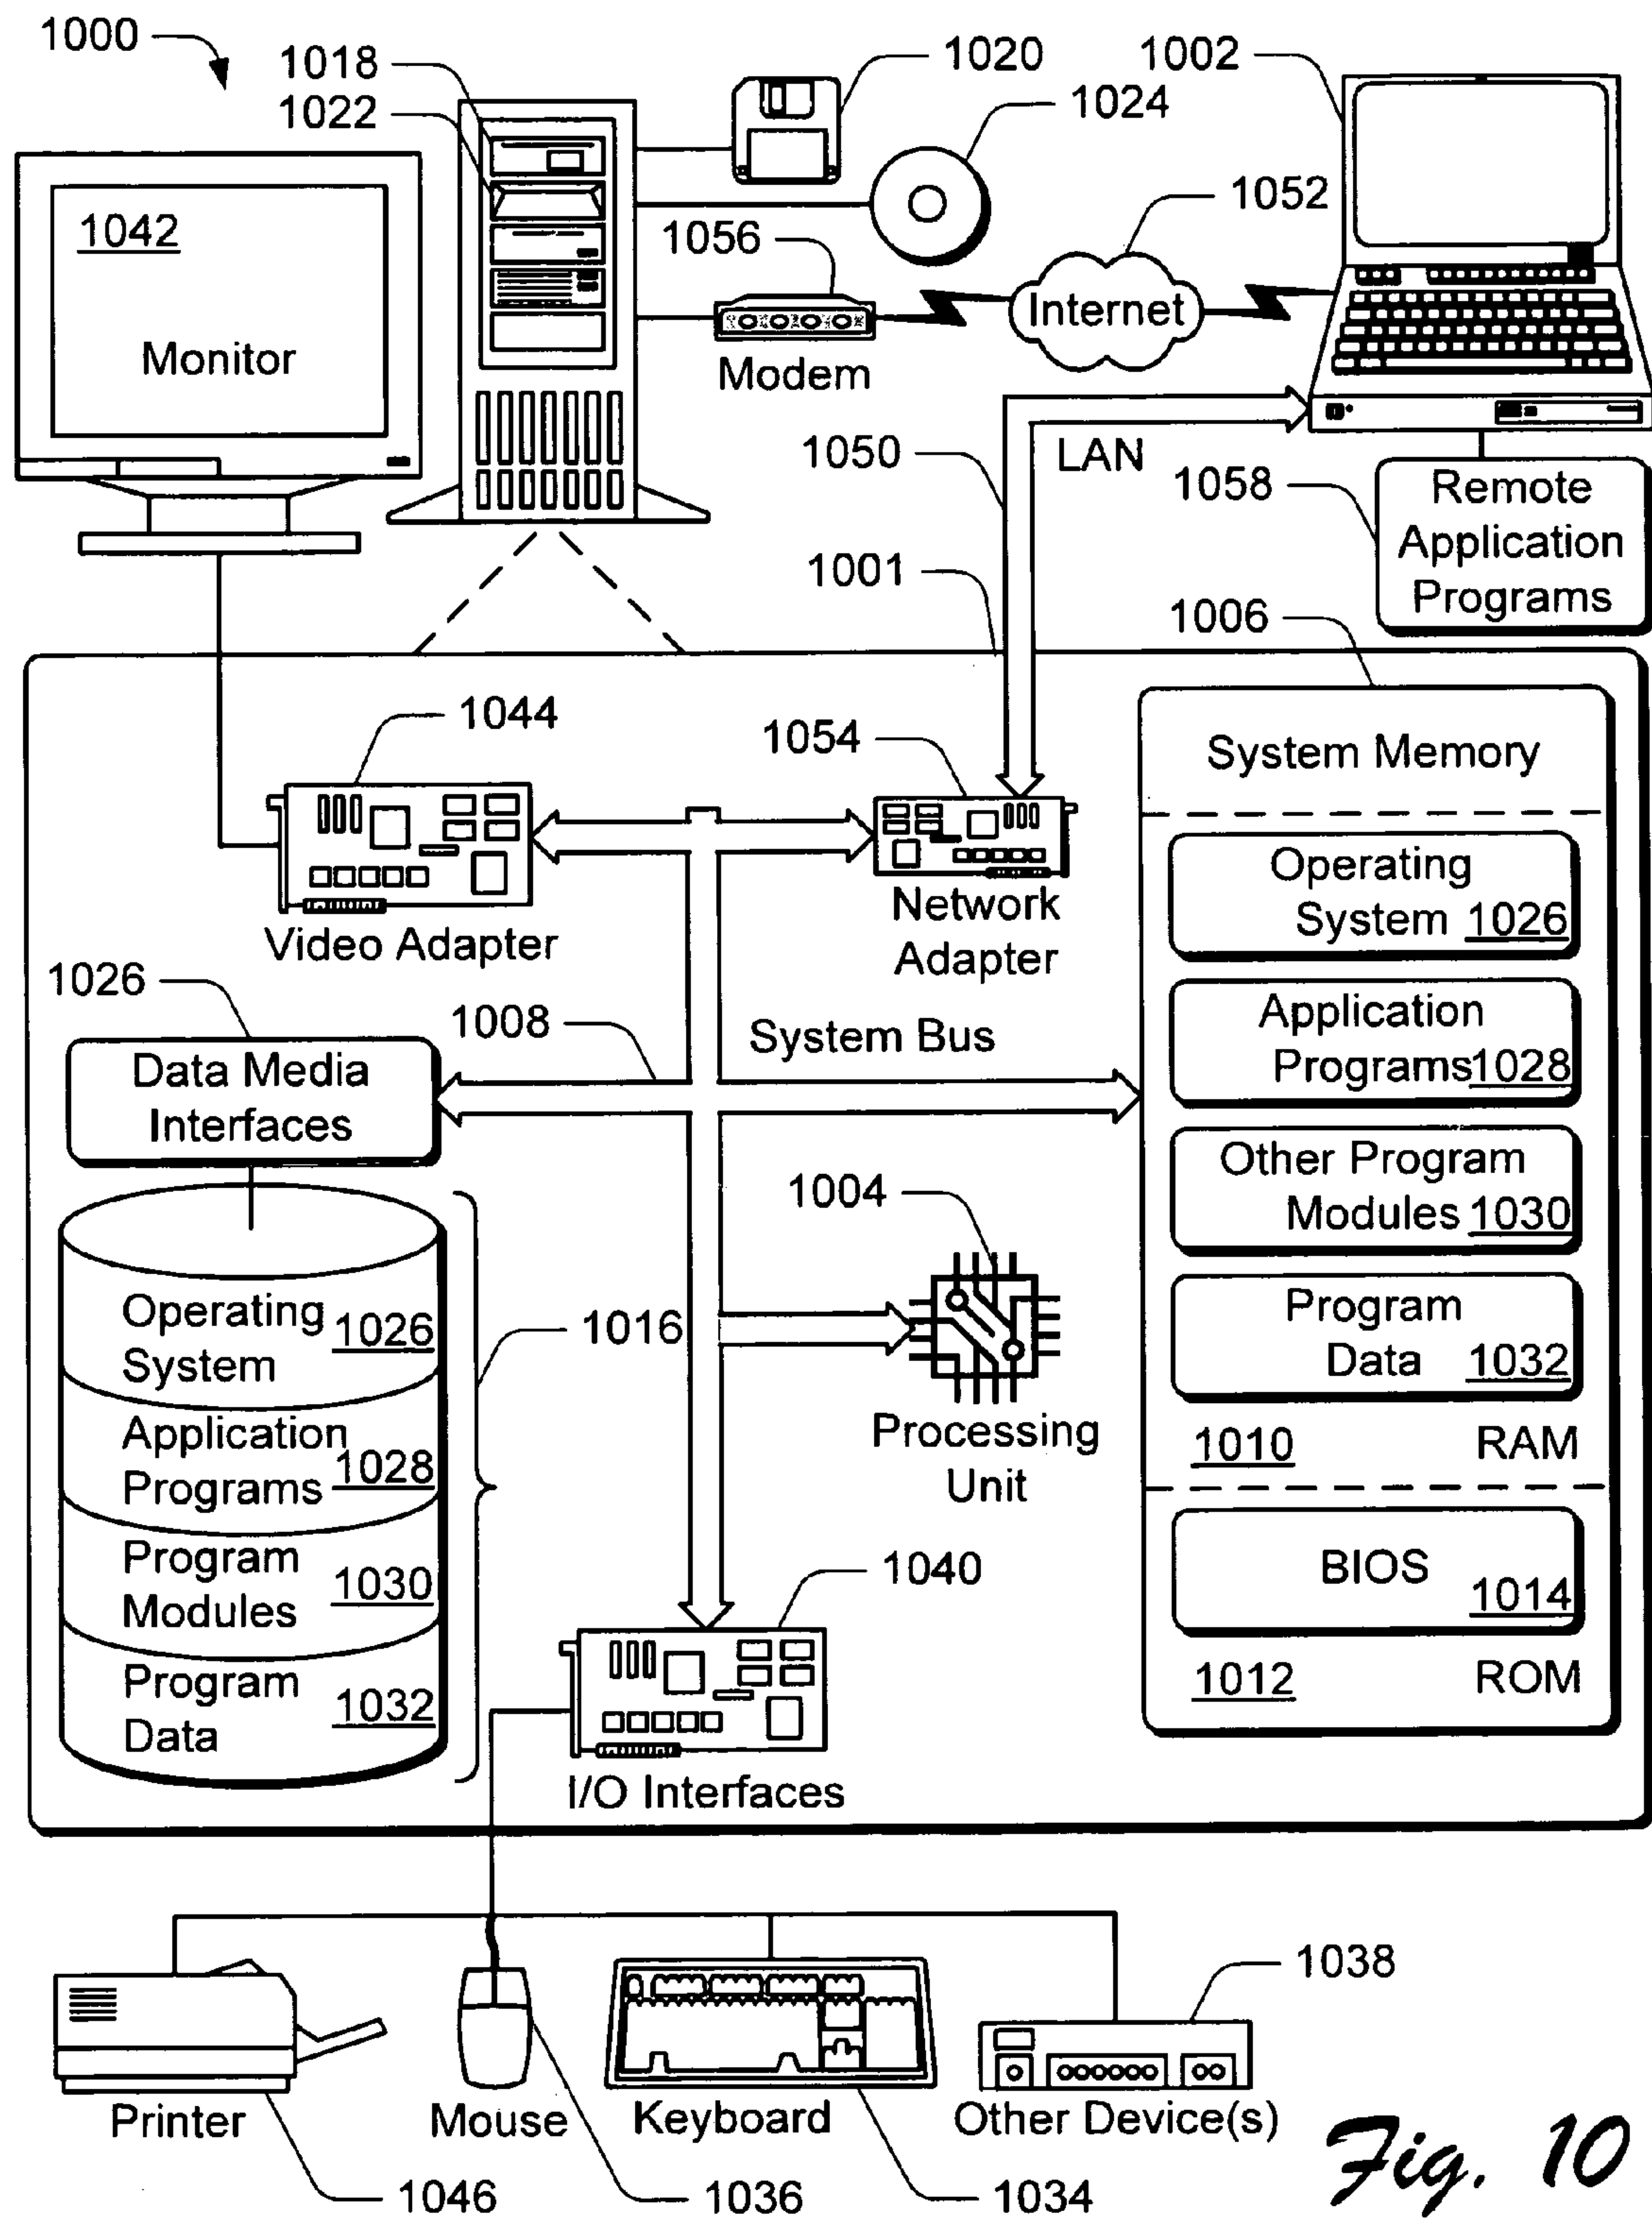 1000
1018
1022
1020
1024
1002
1042
Monitor
1056
Modem
1052
Internet
1050
LAN
1058
Remote
Application
Programs
1001
1006
1044
Video Adapter
1054
Network
Adapter
System Memory
Operating
System 1026
Application
Programs 1028
Other Program
Modules 1030
Program
Data 1032
1010 RAM
BIOS
1014
1012 ROM
1026
Data Media
Interfaces
1008
System Bus
1004
Processing
Unit
Operating
System
1026
Application
Programs
1028
Program
Modules
1030
Program
Data
1032
1016
1040
I/O Interfaces
1038
Printer
Mouse
Keyboard
Other Device(s)
1046
1036
1034
Fig. 10